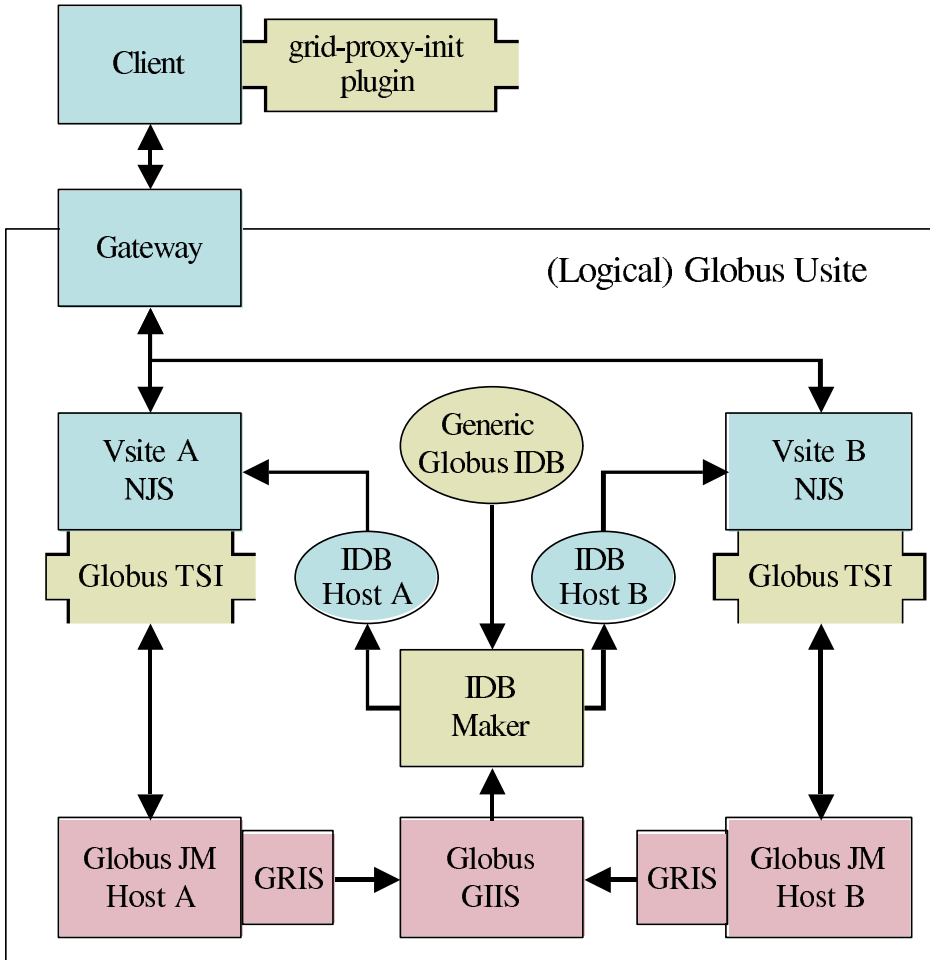 Client
grid-proxy-init
plugin
Gateway
(Logical) Globus Usite
Vsite A
NJS
Generic
Globus IDB
Vsite B
NJS
Globus TSI
IDB
Host A
IDB
Host B
Globus TSI
IDB
Maker
Globus JM
Host A
GRIS
Globus
GIIS
GRIS
Globus JM
Host B